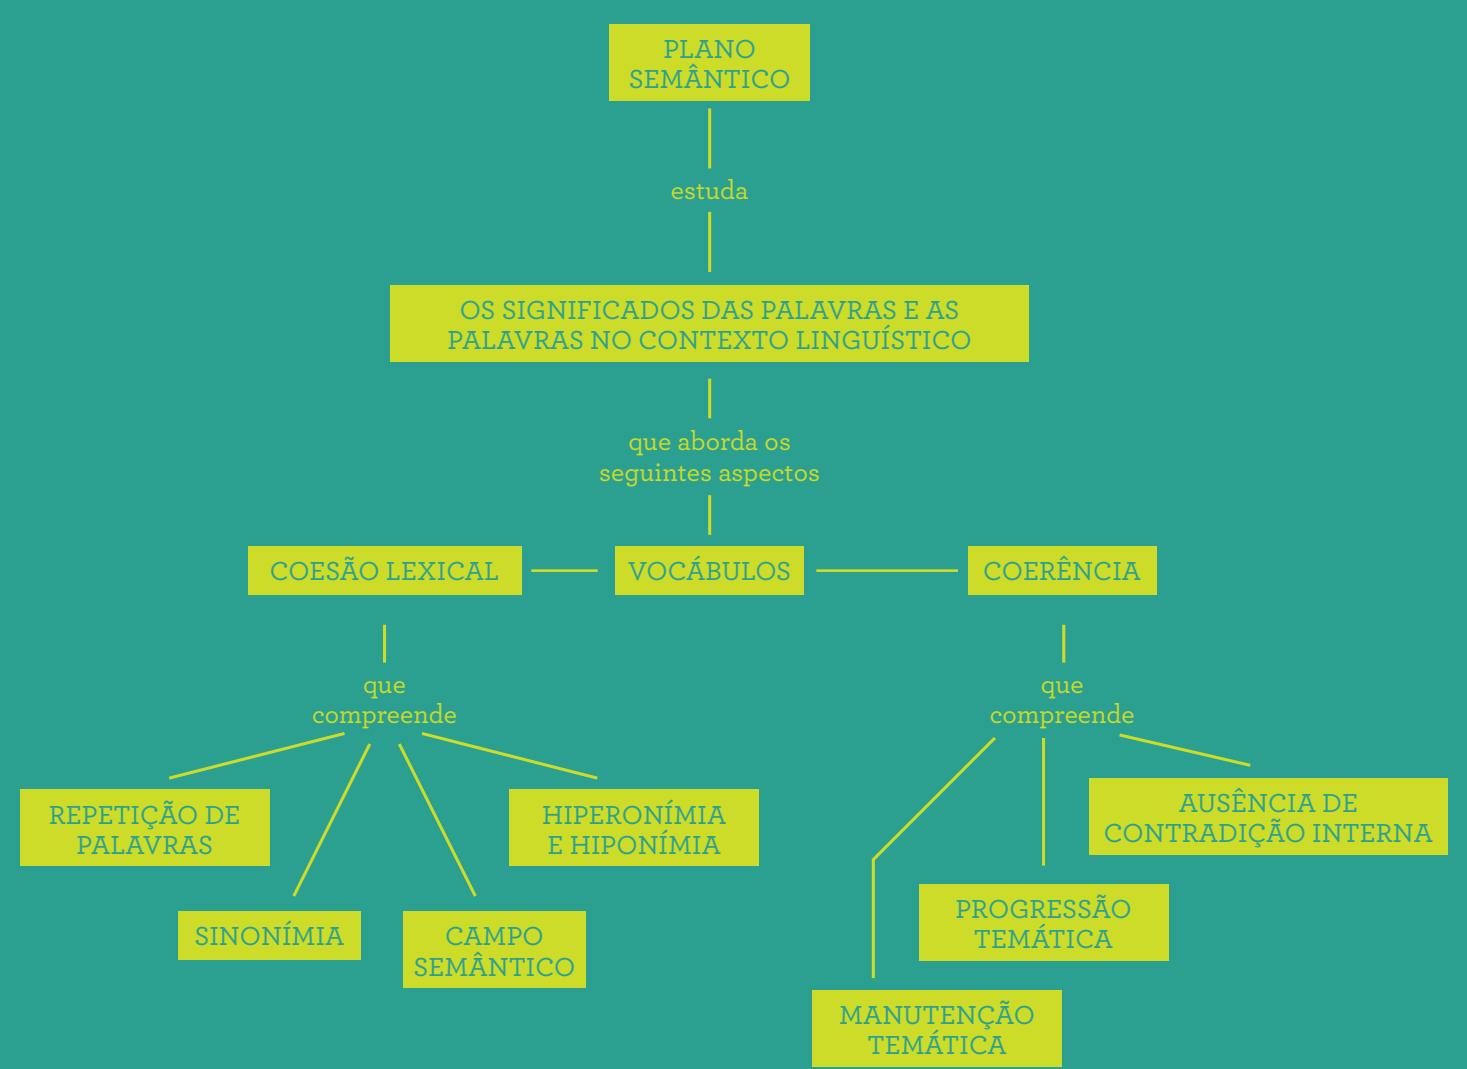 PLANO
SEMÂNTICO
estuda
OS SIGNIFICADOS DAS PALAVRAS E AS
PALAVRAS NO CONTEXTO LINGUÍSTICO
que aborda os
seguintes aspectos
COESÃO LEXICAL
VOCÁBULOS
COERÊNCIA
que
compreende
REPETIÇÃO DE
PALAVRAS
SINONÍMIA
CAMPO
SEMÂNTICO
HIPERONÍMIA
E HIPONÍMIA
que
compreende
MANUTENÇÃO
TEMÁTICA
PROGRESSÃO
TEMÁTICA
AUSÊNCIA DE
CONTRADIÇÃO INTERNA